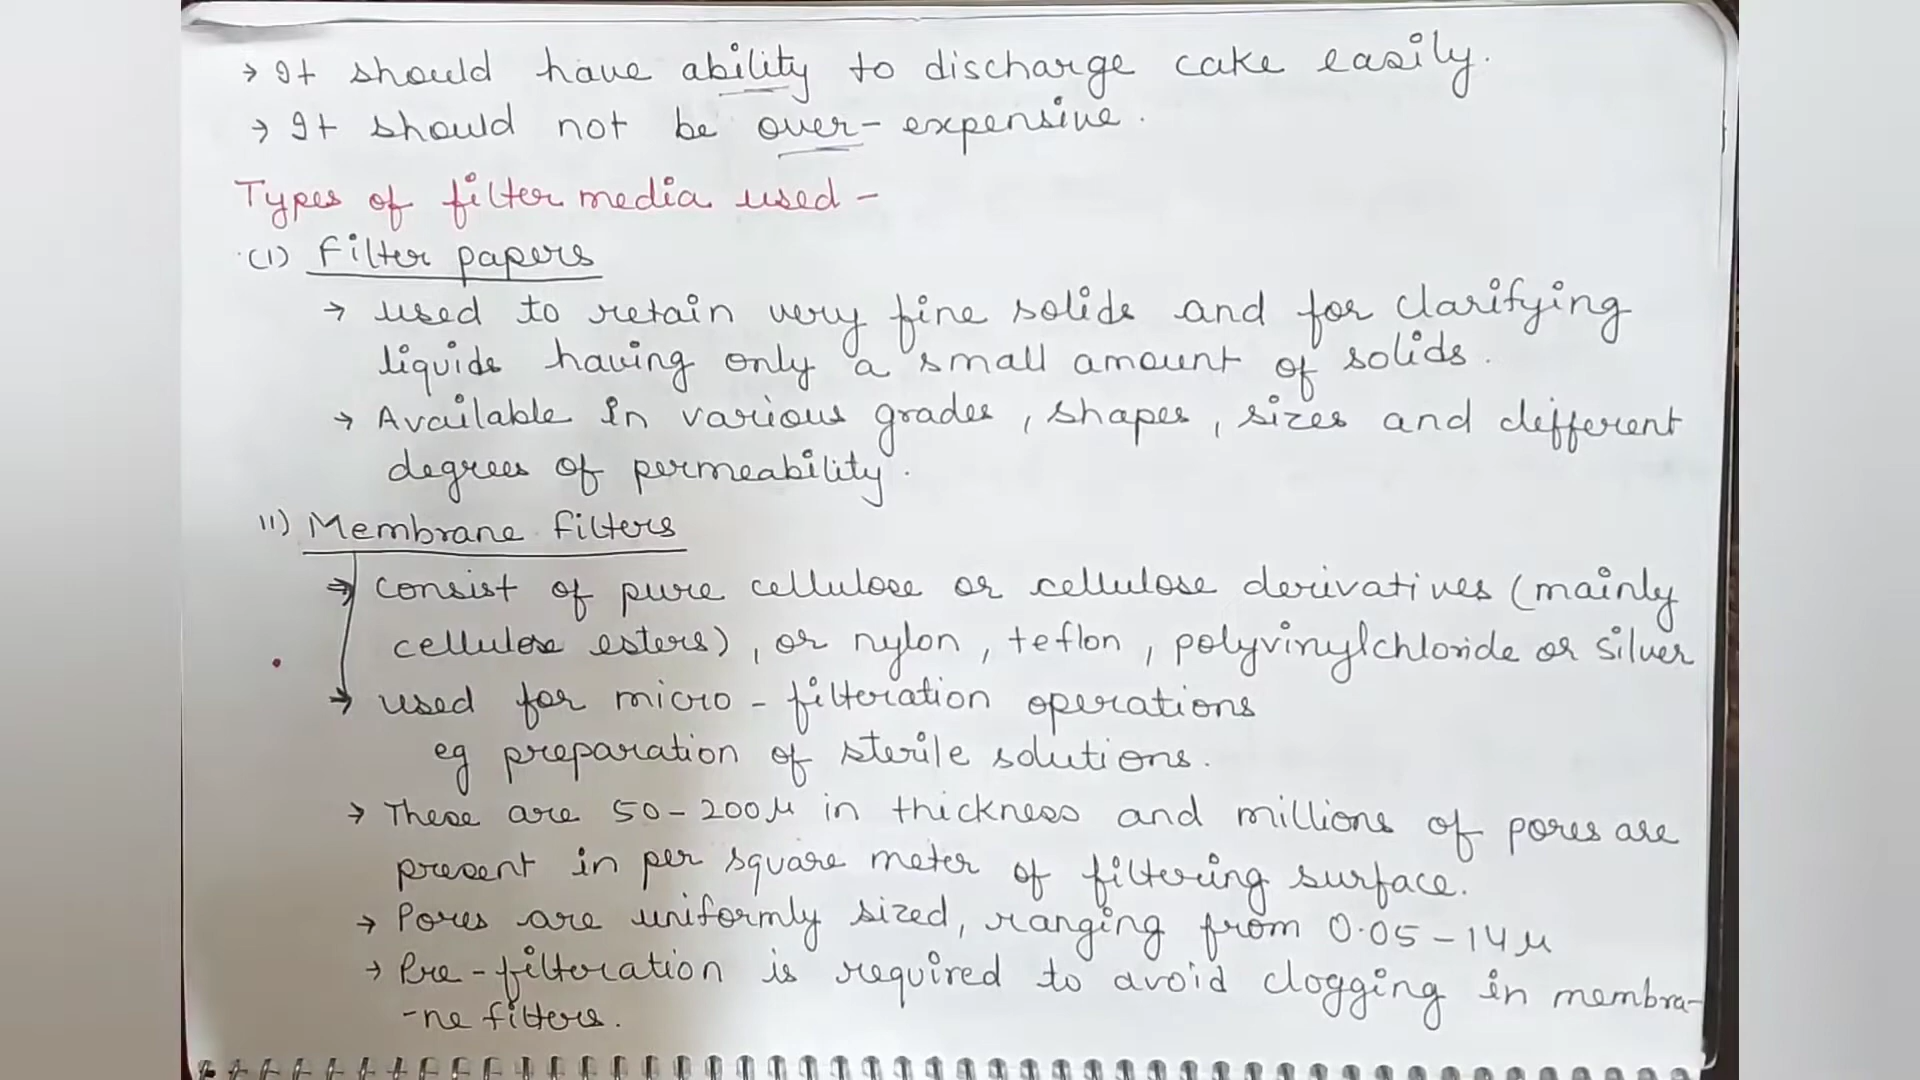 → It should have ability to discharge cake easily.
→ It should not be over-expensive.
Types of filter media used -
(1) Filter papers
→ used to retain very fine solids and for clarifying
liquids having only a small amount of solids.
→ Available in various grades, shapes, sizes and different
degrees of permeability.
11) Membrane filters
→ consist of pure cellulose or cellulose derivatives (mainly
cellulose esters), or nylon, teflon, polyvinylchloride or silver
→ used for micro-filteration operations
eg preparation of sterile solutions.
→ These are 50-200μ in thickness and millions of pores are
present in per square meter of filtering surface.
→ Pores are uniformly sized, ranging from 0.05-14μ
→ Pre-filteration is required to avoid clogging in membra-
-ne filters.